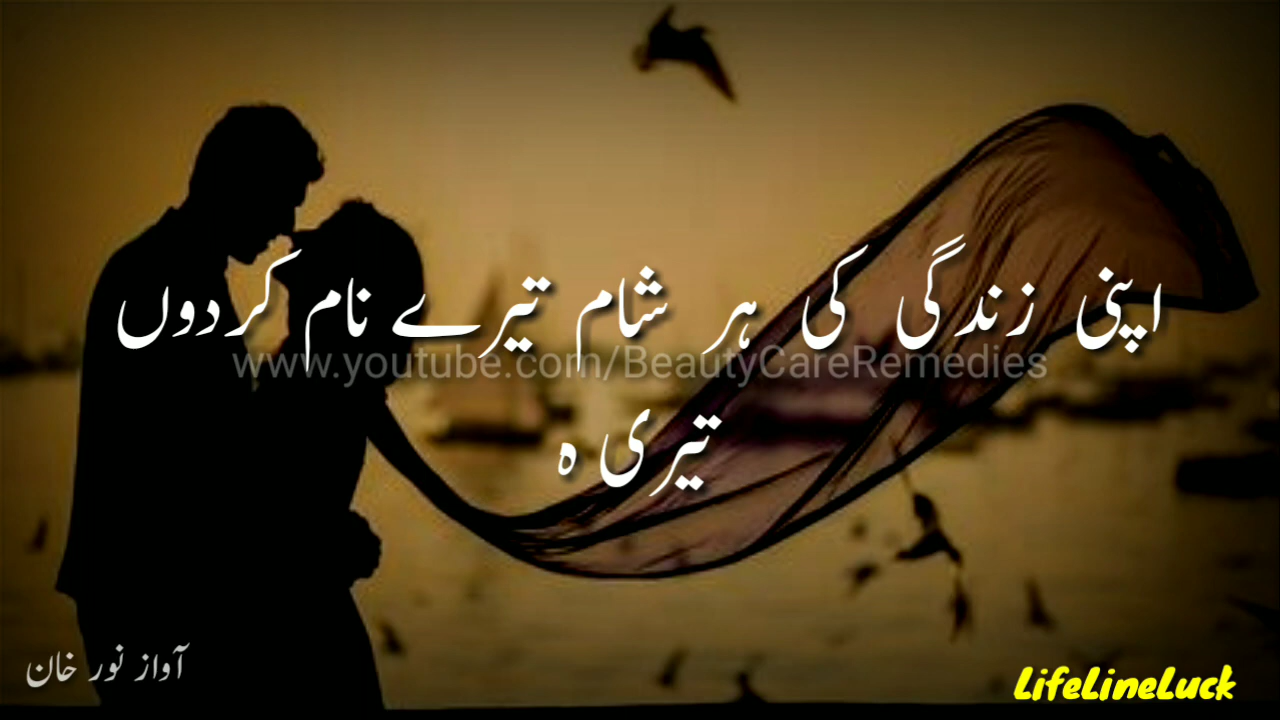 اپنی زندگی کی ہر شام تیرے نام کردوں
www.youtube.com/BeautyCareRemedies
تیری ہ
آواز نور خان
LifeLineLuck